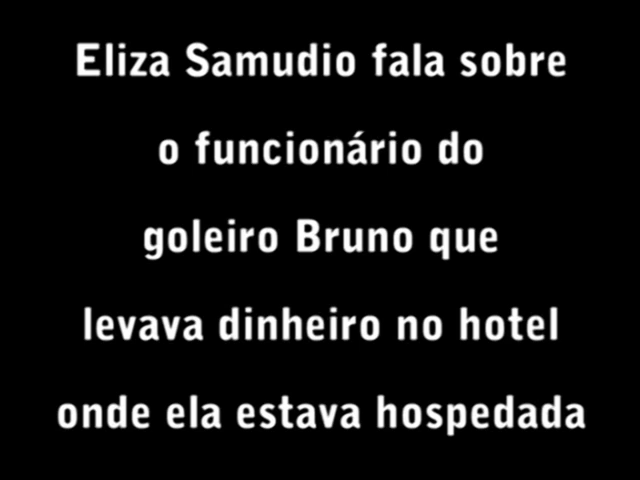 Eliza Samudio fala sobre
o funcionário do
goleiro Bruno que
levava dinheiro no hotel
onde ela estava hospedada